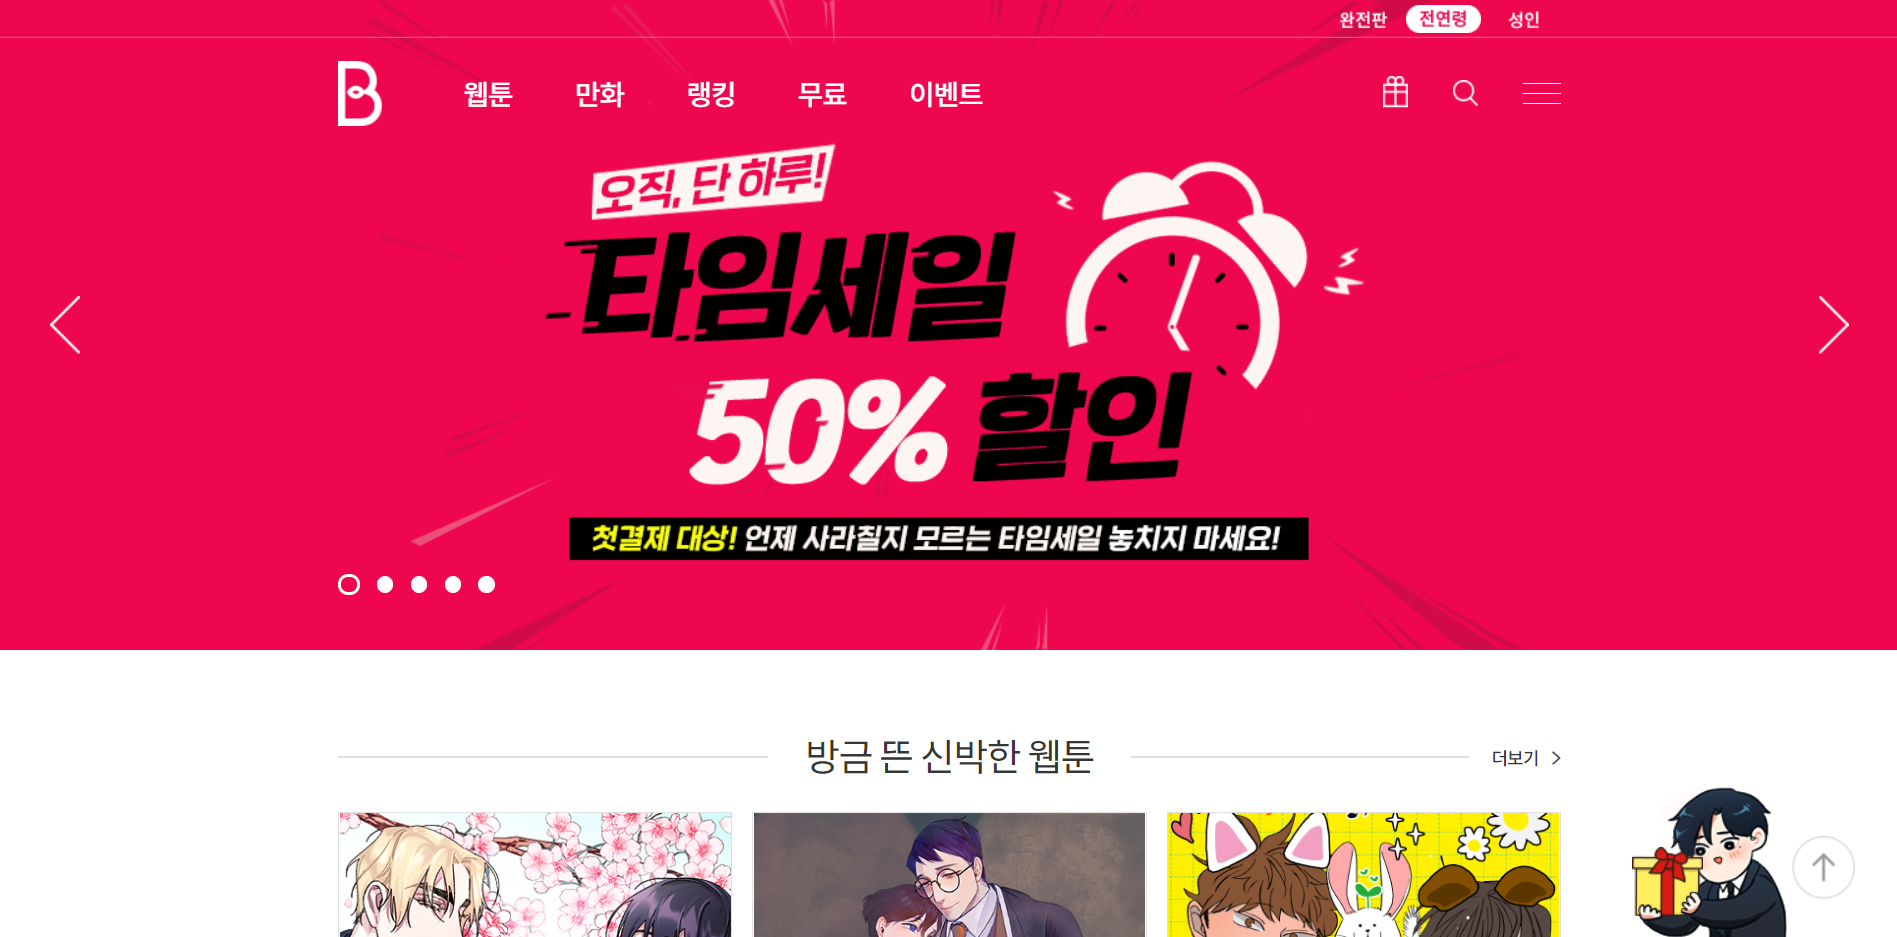 완전판 전연령 성인
B 웹툰 만화 랭킹 무료 이벤트
오직, 단 하루!
타임세일
50% 할인
첫결제 대상! 언제 사라질지 모르는 타임세일 놓치지 마세요!
방금 뜬 신박한 웹툰
더보기